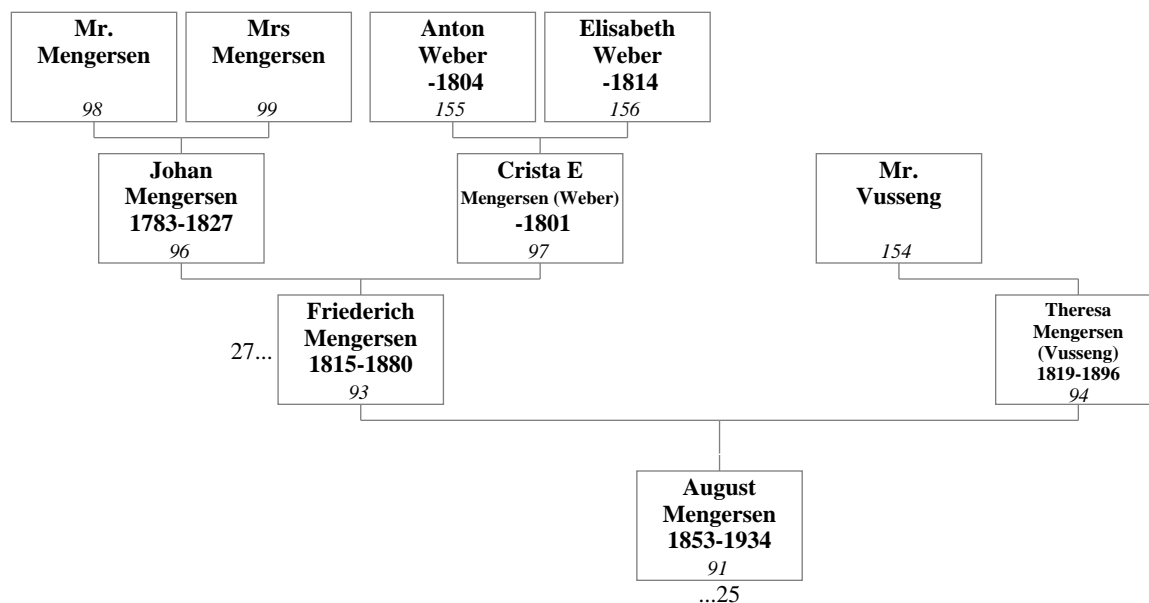 Mr.
Mengersen
98
Mrs
Mengersen
99
Anton
Weber
-1804
155
Elisabeth
Weber
-1814
156
Johan
Mengersen
1783-1827
96
Crista E
Mengersen (Weber)
-1801
97
Mr.
Vusseng
154
27...
Friederich
Mengersen
1815-1880
93
Theresa
Mengersen
(Vusseng)
1819-1896
94
August
Mengersen
1853-1934
91
...25